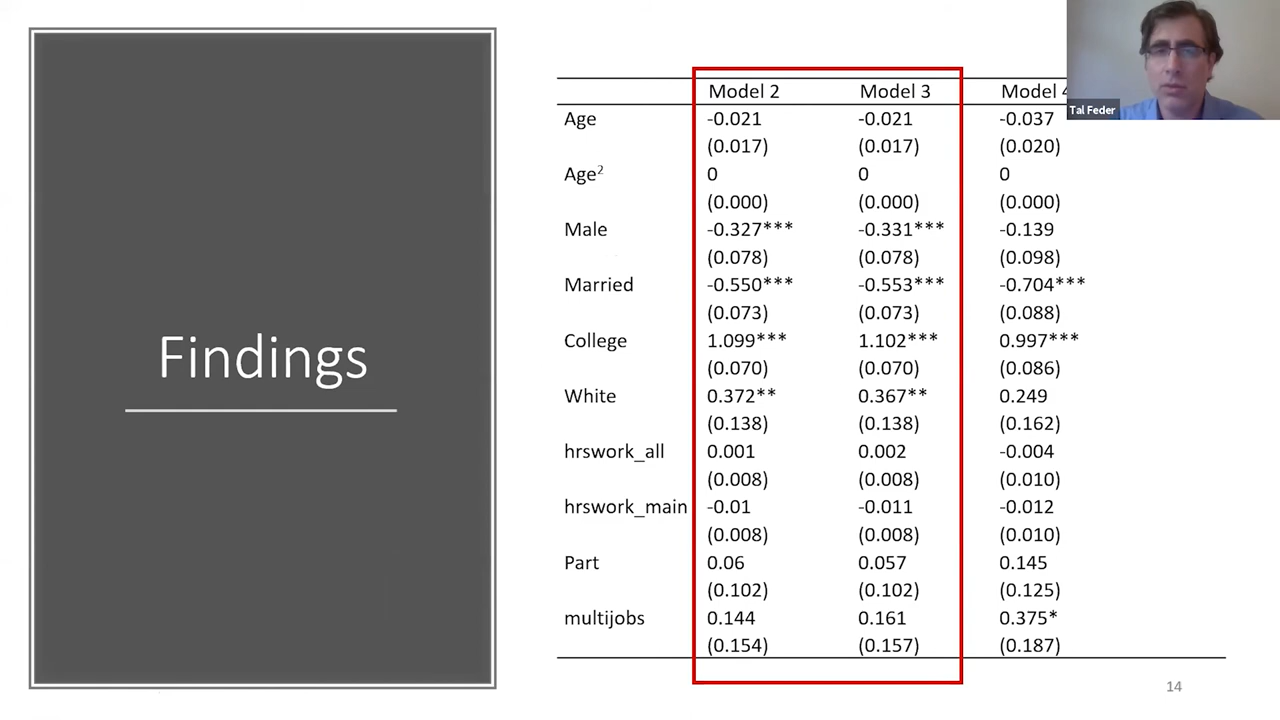 Findings
Model 2 Model 3 Model 4
Age -0.021 -0.021 -0.037
(0.017) (0.017) (0.020)
Age² 0 0 0
(0.000) (0.000) (0.000)
Male -0.327*** -0.331*** -0.139
(0.078) (0.078) (0.098)
Married -0.550*** -0.553*** -0.704***
(0.073) (0.073) (0.088)
College 1.099*** 1.102*** 0.997***
(0.070) (0.070) (0.086)
White 0.372** 0.367** 0.249
(0.138) (0.138) (0.162)
hrswork_all 0.001 0.002 -0.004
(0.008) (0.008) (0.010)
hrswork_main -0.01 -0.011 -0.012
(0.008) (0.008) (0.010)
Part 0.06 0.057 0.145
(0.102) (0.102) (0.125)
multijobs 0.144 0.161 0.375*
(0.154) (0.157) (0.187)
14
Tal Feder